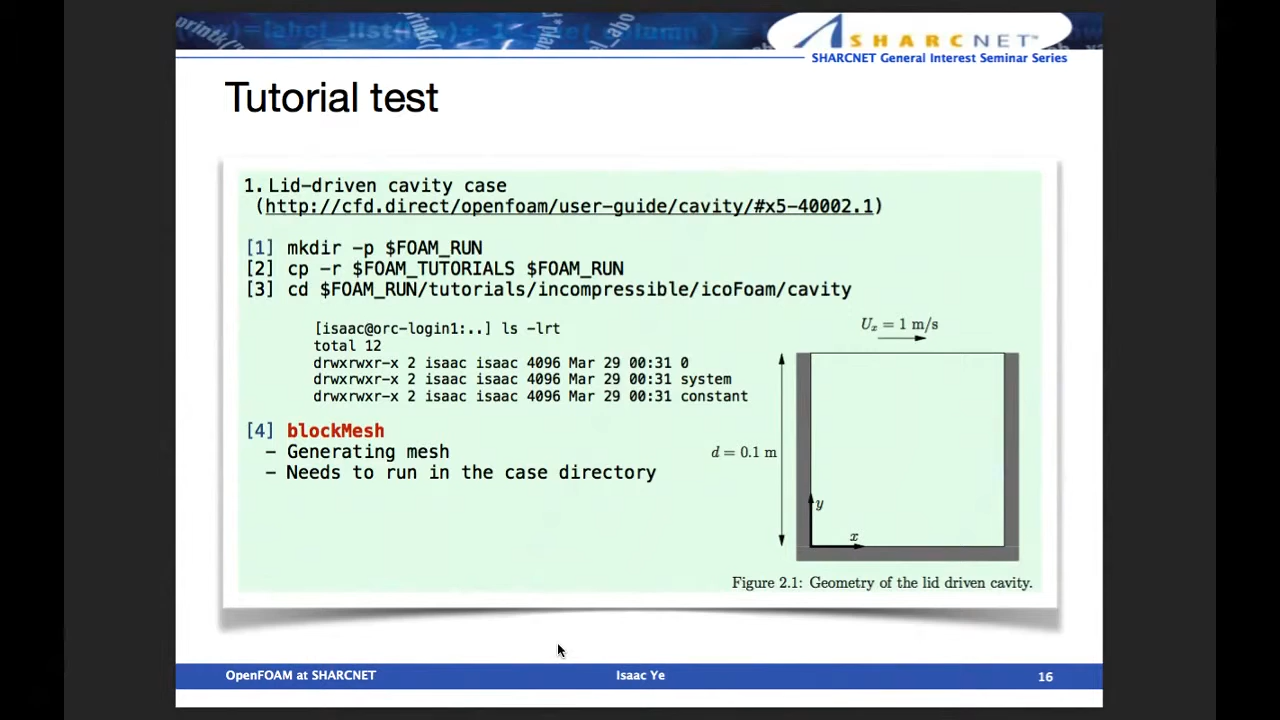 ASHARCNET™
SHARCNET General Interest Seminar Series
Tutorial test
1. Lid-driven cavity case
(http://cfd.direct/openfoam/user-guide/cavity/#x5-40002.1)
[1] mkdir -p $FOAM_RUN
[2] cp -r $FOAM_TUTORIALS $FOAM_RUN
[3] cd $FOAM_RUN/tutorials/incompressible/icoFoam/cavity
[isaac@orc-login1:..] ls -lrt
total 12
drwxrwxr-x 2 isaac isaac 4096 Mar 29 00:31 0
drwxrwxr-x 2 isaac isaac 4096 Mar 29 00:31 system
drwxrwxr-x 2 isaac isaac 4096 Mar 29 00:31 constant
[4] blockMesh
– Generating mesh
– Needs to run in the case directory
Ux = 1 m/s
d = 0.1 m
y
x
Figure 2.1: Geometry of the lid driven cavity.
OpenFOAM at SHARCNET
Isaac Ye
16